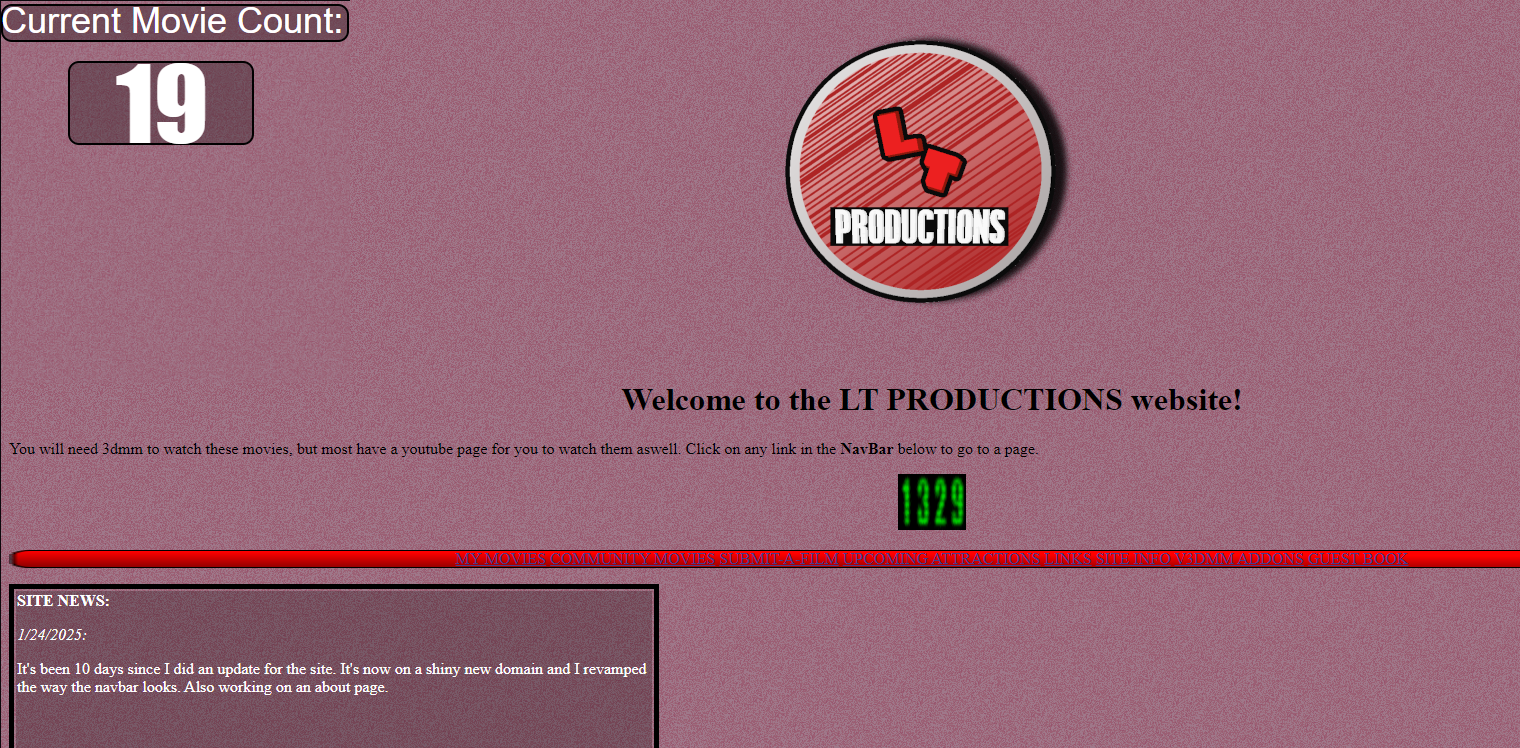 Current Movie Count:
19
LT
PRODUCTIONS
Welcome to the LT PRODUCTIONS website!
You will need 3dmm to watch these movies, but most have a youtube page for you to watch them aswell. Click on any link in the NavBar below to go to a page.
1329
MY MOVIES COMMUNITY MOVIES SUBMIT-A-FILM UPCOMING ATTRACTIONS LINKS SITE INFO V3DMM ADDONS GUEST BOOK
SITE NEWS:
1/24/2025:
It's been 10 days since I did an update for the site. It's now on a shiny new domain and I revamped
the way the navbar looks. Also working on an about page.